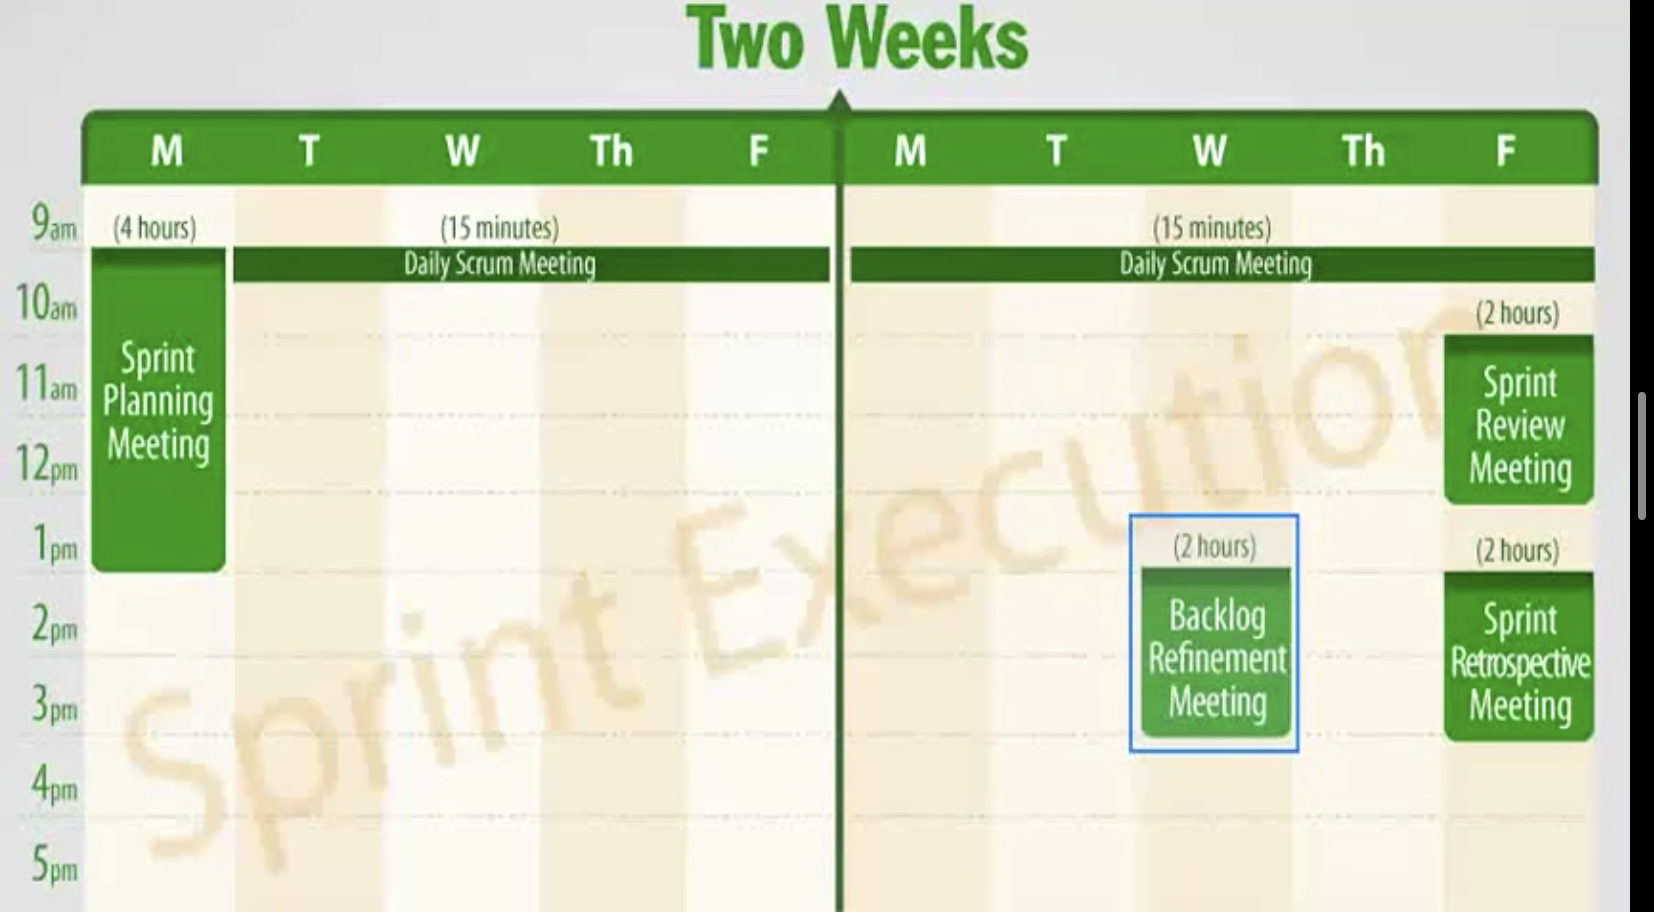 Two Weeks
M T W Th F M T W Th F
9am
(4 hours)
(15 minutes)
(15 minutes)
Daily Scrum Meeting
Daily Scrum Meeting
10am
(2 hours)
Sprint
Planning
Meeting
11am
Sprint
Review
Meeting
12pm
1pm
(2 hours)
(2 hours)
2pm
Backlog
Refinement
Meeting
Sprint
Retrospective
Meeting
3pm
4pm
5pm
Sprint Execution